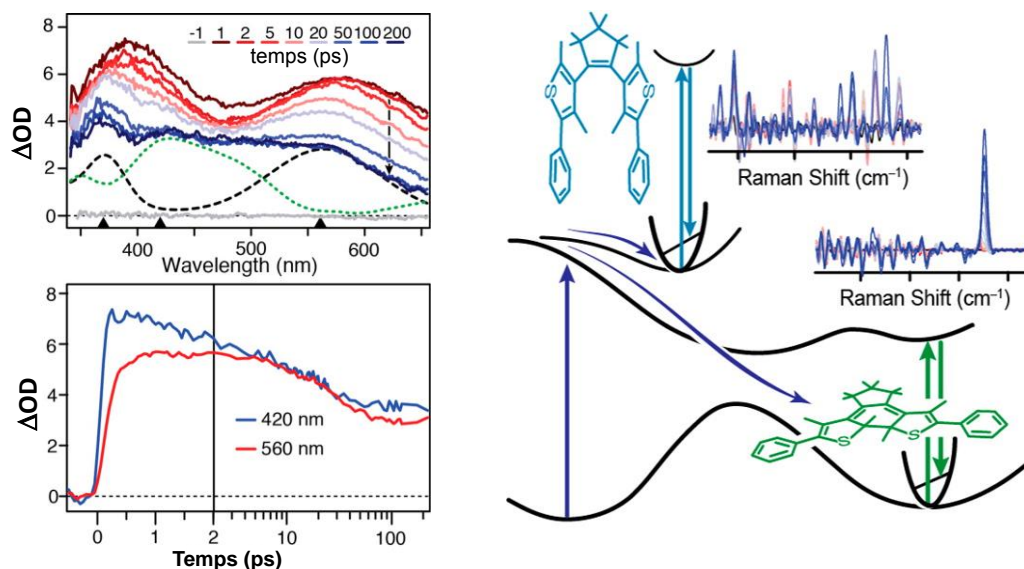 8
6
4
2
0
ΔOD
-1 1 2 5 10 20 50 100 200
temps (ps)
400 500 600
Wavelength (nm)
8
6
4
2
0
ΔOD
420 nm
560 nm
0 1 2 10 100
Temps (ps)
S S
Raman Shift (cm⁻¹)
Raman Shift (cm⁻¹)
S S